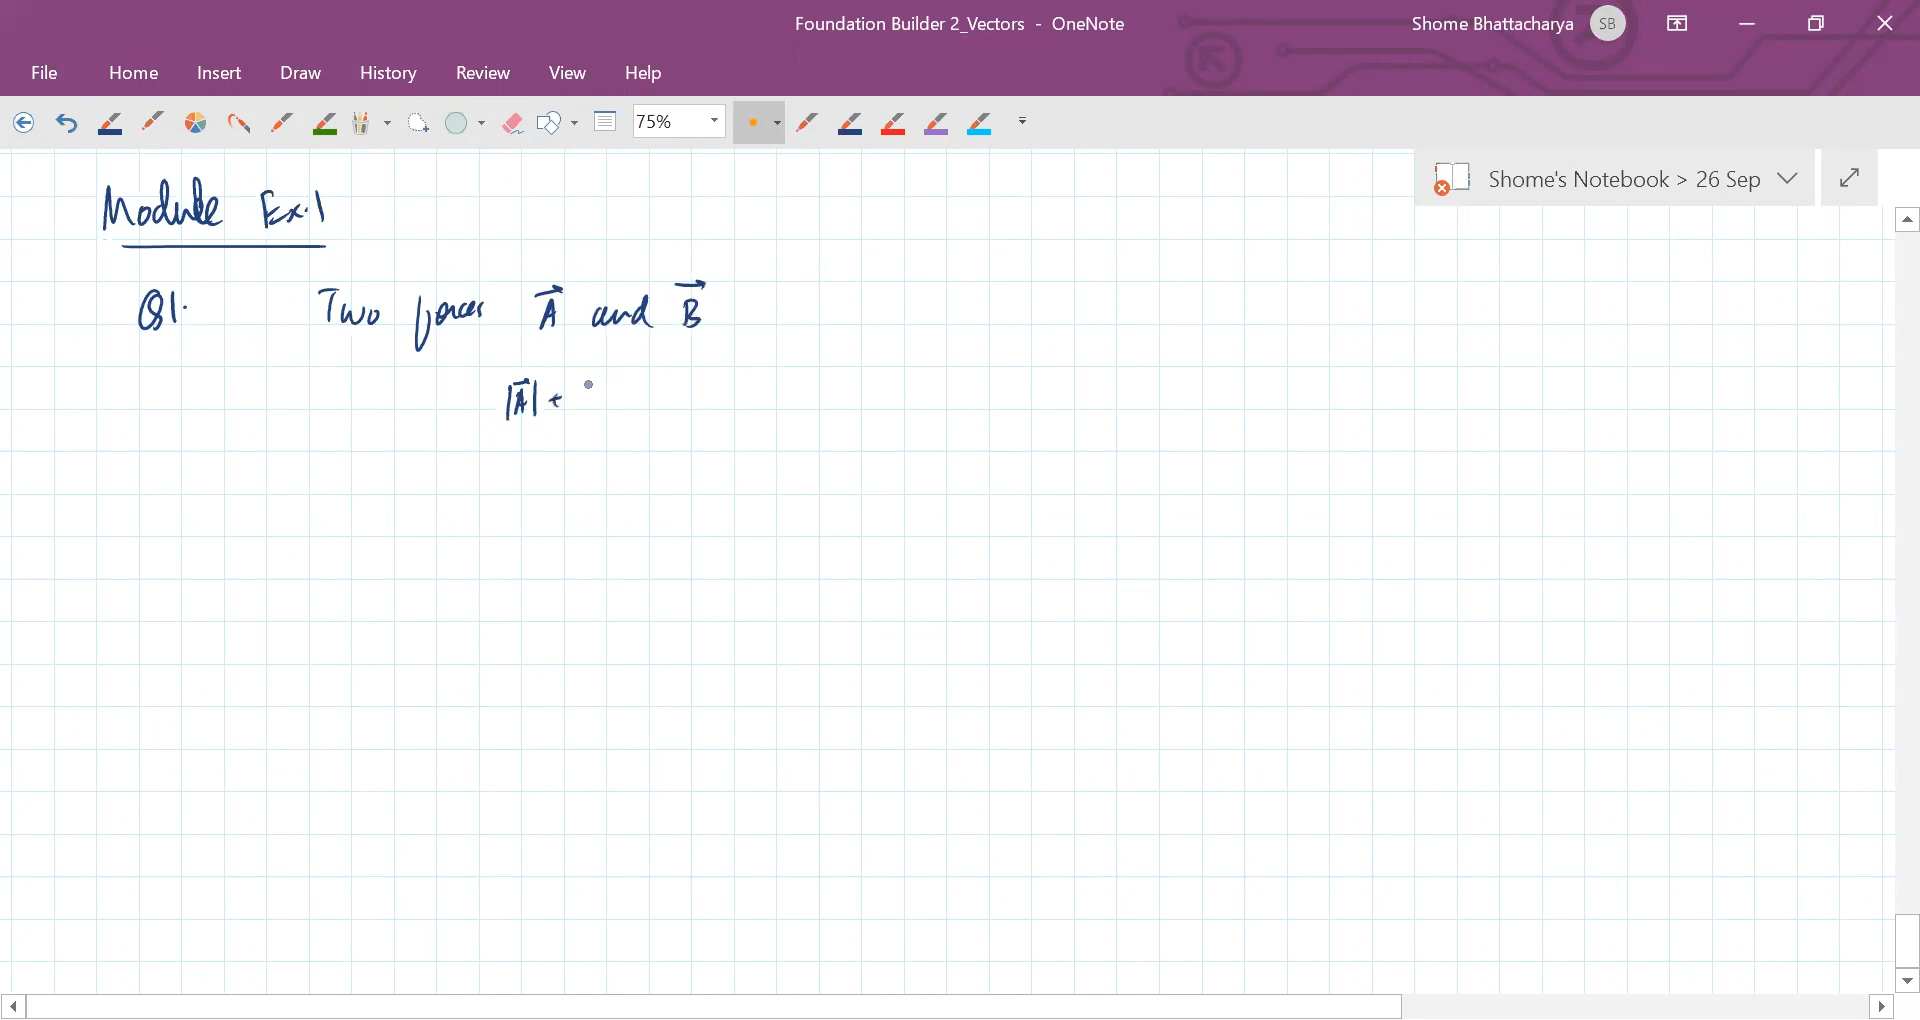 Foundation Builder 2_Vectors - OneNote
Shome Bhattacharya SB
File Home Insert Draw History Review View Help
75%
Shome's Notebook > 26 Sep
Module Ex.1
Q1. Two forces A⃗ and B⃗
|A⃗| +